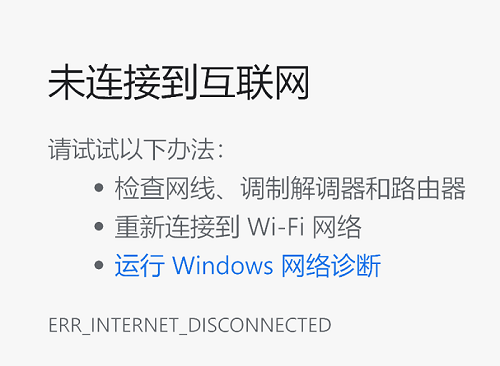 未连接到互联网
请试试以下办法：
• 检查网线、调制解调器和路由器
• 重新连接到 Wi-Fi 网络
• 运行 Windows 网络诊断
ERR_INTERNET_DISCONNECTED